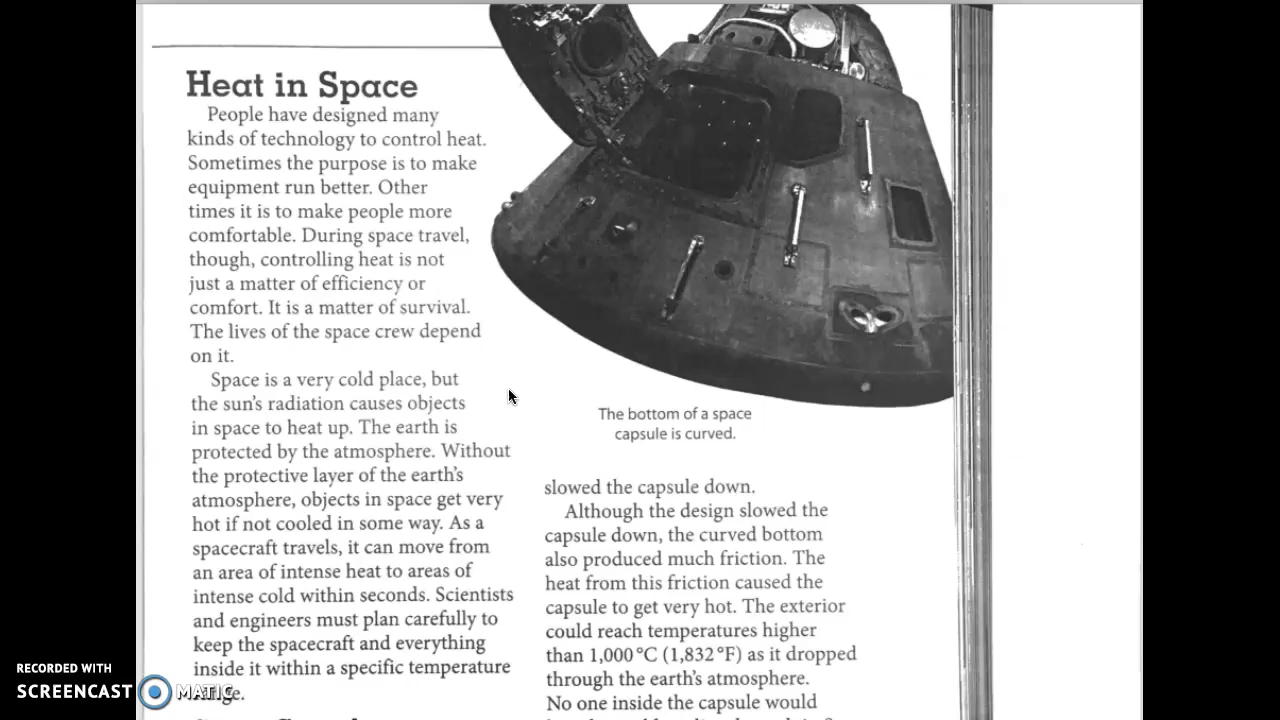 Heat in Space
People have designed many
kinds of technology to control heat.
Sometimes the purpose is to make
equipment run better. Other
times it is to make people more
comfortable. During space travel,
though, controlling heat is not
just a matter of efficiency or
comfort. It is a matter of survival.
The lives of the space crew depend
on it.
Space is a very cold place, but
the sun's radiation causes objects
in space to heat up. The earth is
protected by the atmosphere. Without
the protective layer of the earth's
atmosphere, objects in space get very
hot if not cooled in some way. As a
spacecraft travels, it can move from
an area of intense heat to areas of
intense cold within seconds. Scientists
and engineers must plan carefully to
keep the spacecraft and everything
inside it within a specific temperature
The bottom of a space
capsule is curved.
slowed the capsule down.
Although the design slowed the
capsule down, the curved bottom
also produced much friction. The
heat from this friction caused the
capsule to get very hot. The exterior
could reach temperatures higher
than 1,000 °C (1,832 °F) as it dropped
through the earth's atmosphere.
No one inside the capsule would
RECORDED WITH
SCREENCAST MATIC